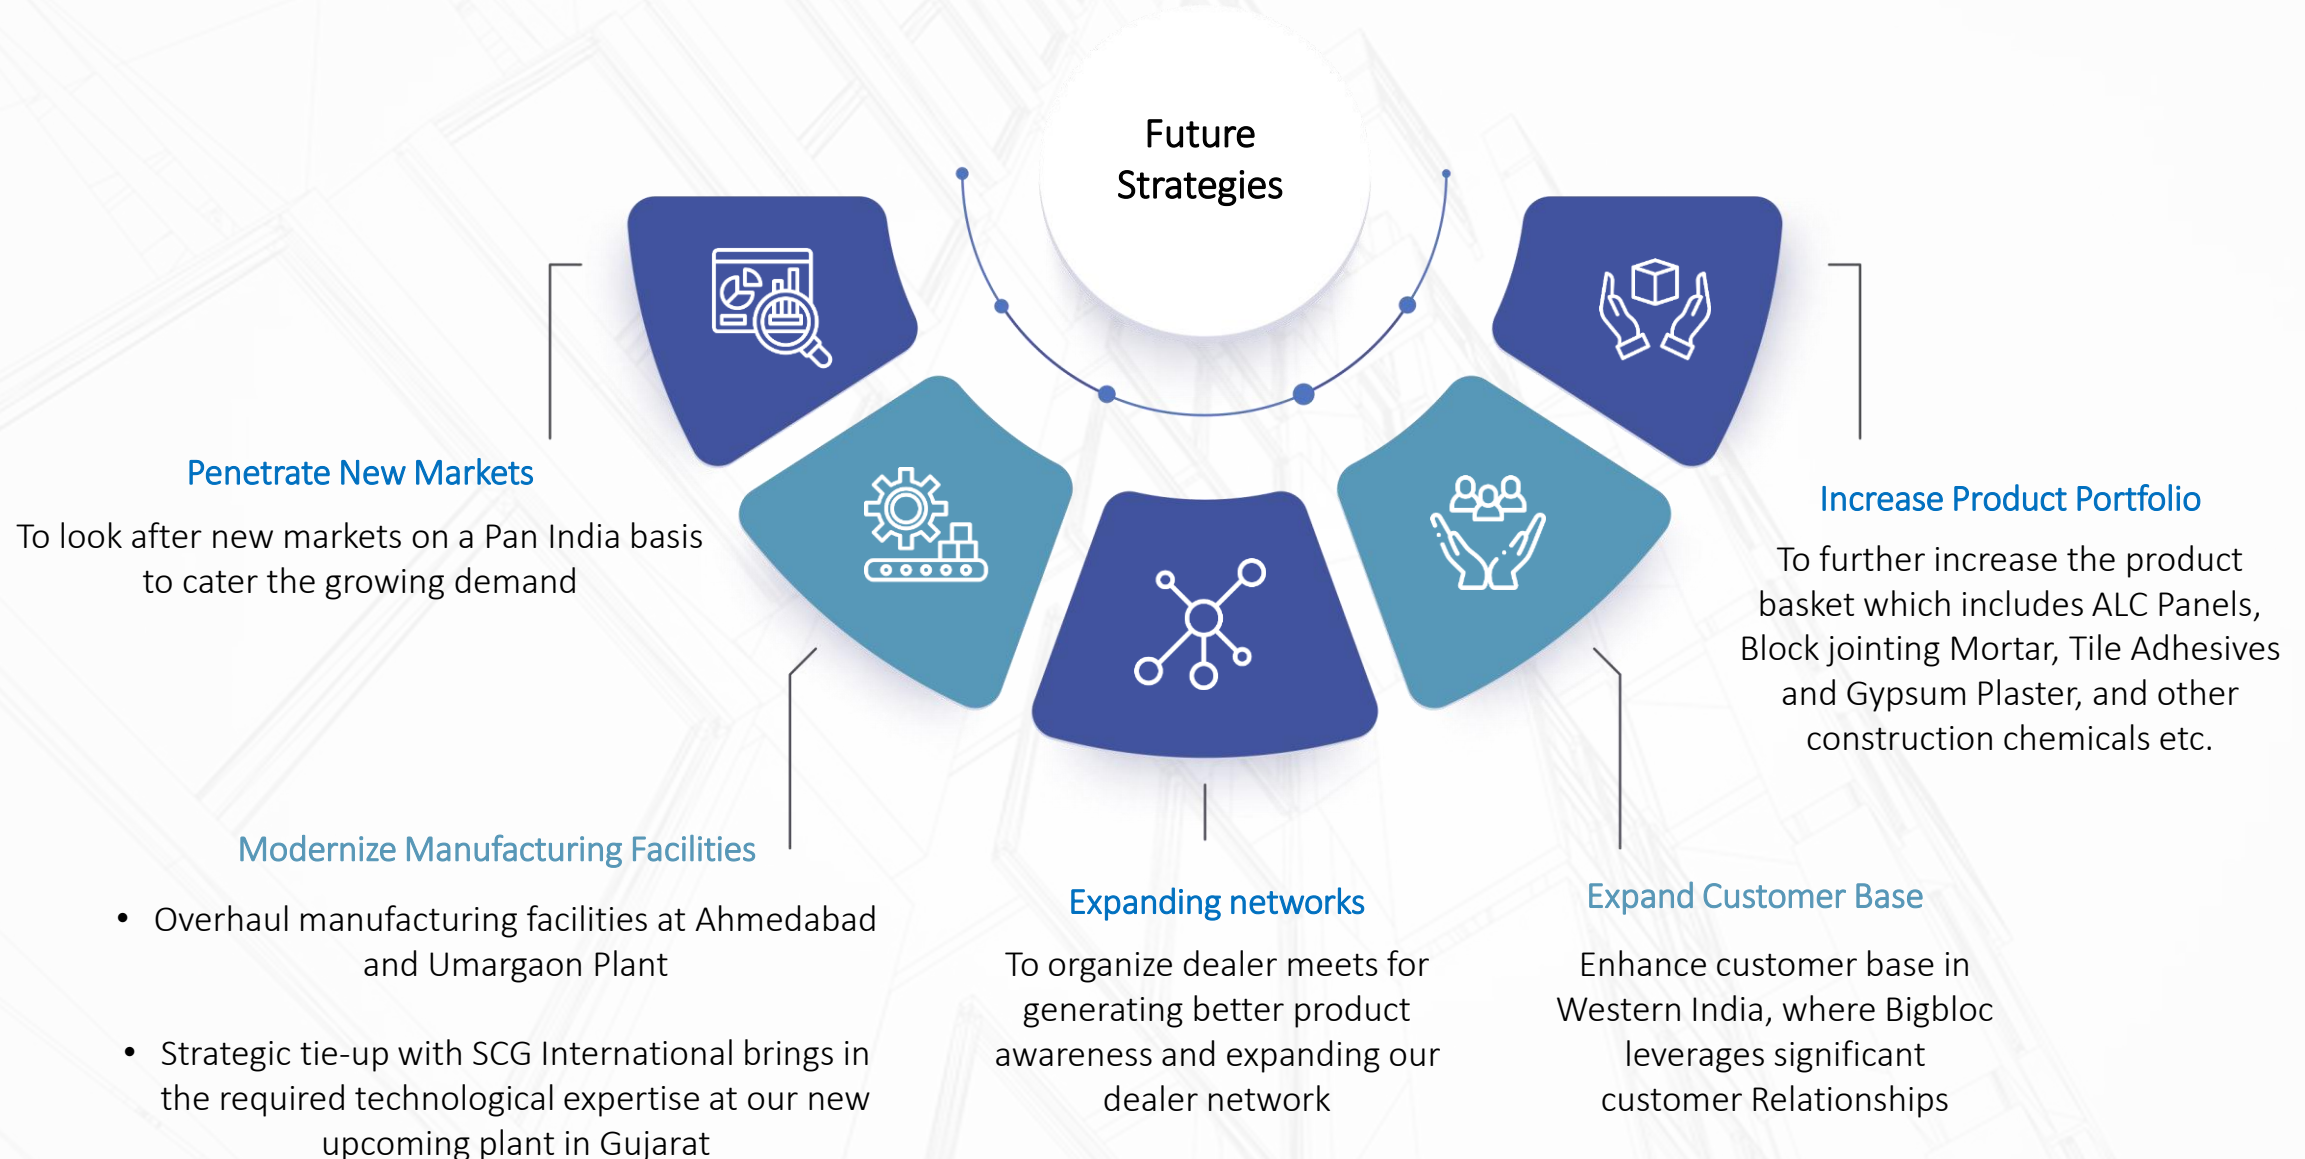 Future
Strategies
Penetrate New Markets
To look after new markets on a Pan India basis
to cater the growing demand
Modernize Manufacturing Facilities
• Overhaul manufacturing facilities at Ahmedabad
and Umargaon Plant
• Strategic tie-up with SCG International brings in
the required technological expertise at our new
upcoming plant in Gujarat
Expanding networks
To organize dealer meets for
generating better product
awareness and expanding our
dealer network
Expand Customer Base
Enhance customer base in
Western India, where Bigbloc
leverages significant
customer Relationships
Increase Product Portfolio
To further increase the product
basket which includes ALC Panels,
Block jointing Mortar, Tile Adhesives
and Gypsum Plaster, and other
construction chemicals etc.